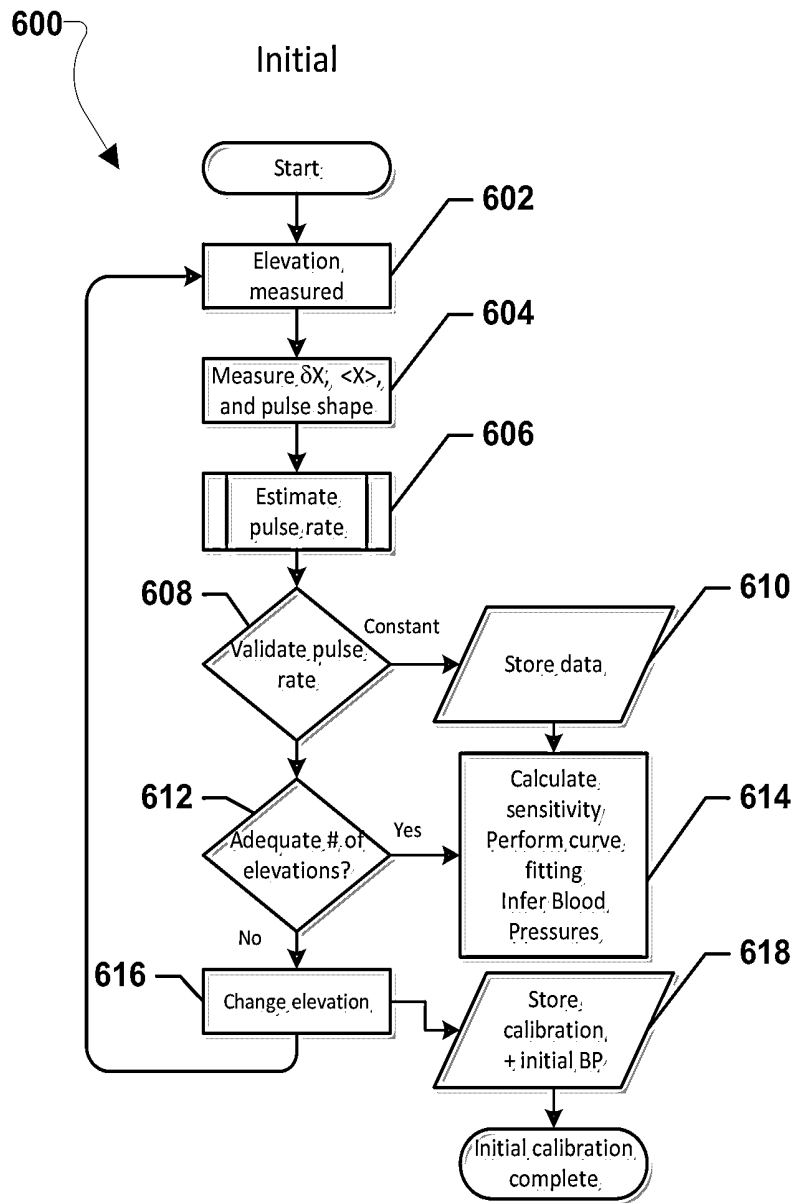 600
Initial
Start
602
Elevation
measured
604
Measure δX, <X>,
and pulse shape
606
Estimate
pulse rate
608
Validate pulse
rate
Constant
610
Store data
612
Adequate # of
elevations?
Yes
614
Calculate
sensitivity
Perform curve
fitting
Infer Blood
Pressures
No
616
Change elevation
618
Store
calibration
+ initial BP
Initial calibration
complete